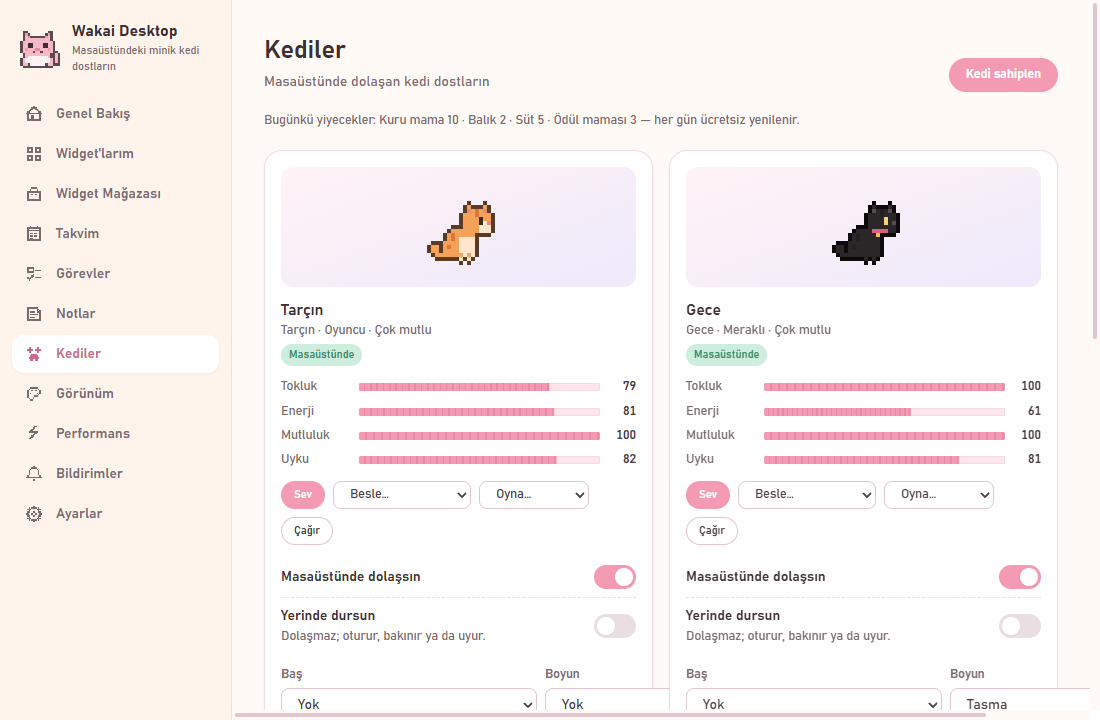 Wakai Desktop
Masaüstündeki minik kedi
dostların
Genel Bakış
Widget'larım
Widget Mağazası
Takvim
Görevler
Notlar
Kediler
Görünüm
Performans
Bildirimler
Ayarlar
Kediler
Masaüstünde dolaşan kedi dostların
Kedi sahiplen
Bugünkü yiyecekler: Kuru mama 10 · Balık 2 · Süt 5 · Ödül maması 3 — her gün ücretsiz yenilenir.
Tarçın
Tarçın · Oyuncu · Çok mutlu
Masaüstünde
Tokluk 79
Enerji 81
Mutluluk 100
Uyku 82
Sev Besle... Oyna...
Çağır
Masaüstünde dolaşsın
Yerinde dursun
Dolaşmaz; oturur, bakınır ya da uyur.
Baş Boyun
Yok Yok
Gece
Gece · Meraklı · Çok mutlu
Masaüstünde
Tokluk 100
Enerji 61
Mutluluk 100
Uyku 81
Sev Besle... Oyna...
Çağır
Masaüstünde dolaşsın
Yerinde dursun
Dolaşmaz; oturur, bakınır ya da uyur.
Baş Boyun
Yok Tasma